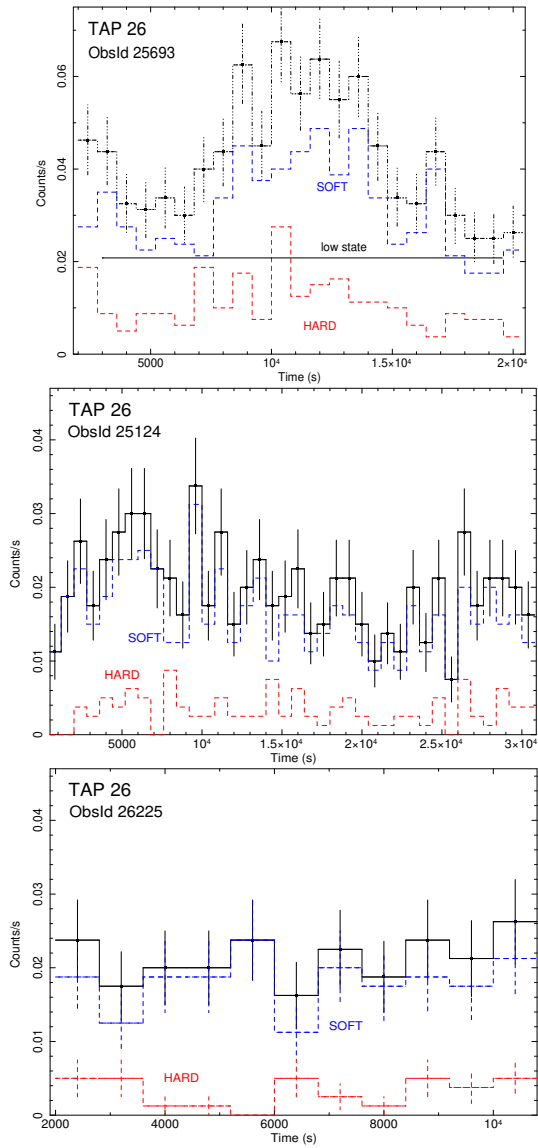 TAP 26
ObsId 25693
SOFT
low state
HARD
Counts/s
0 0.02 0.04 0.06
5000 10⁴ 1.5×10⁴ 2×10⁴
Time (s)
TAP 26
ObsId 25124
SOFT
HARD
Counts/s
0 0.01 0.02 0.03 0.04
5000 10⁴ 1.5×10⁴ 2×10⁴ 2.5×10⁴ 3×10⁴
Time (s)
TAP 26
ObsId 26225
SOFT
HARD
Counts/s
0 0.01 0.02 0.03 0.04 0.05
2000 4000 6000 8000 10⁴
Time (s)